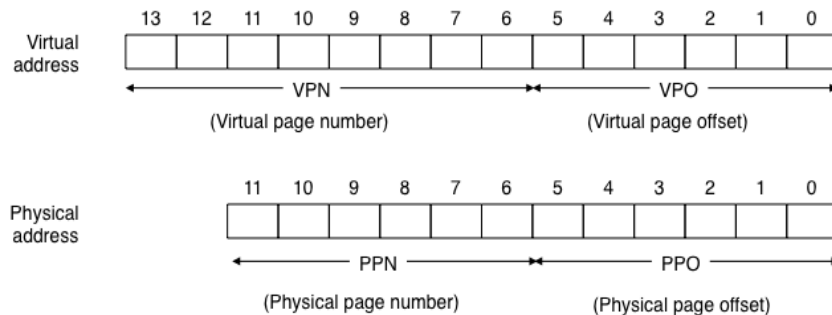 13 12 11 10 9 8 7 6 5 4 3 2 1 0
Virtual
address
VPN VPO
(Virtual page number) (Virtual page offset)
11 10 9 8 7 6 5 4 3 2 1 0
Physical
address
PPN PPO
(Physical page number) (Physical page offset)